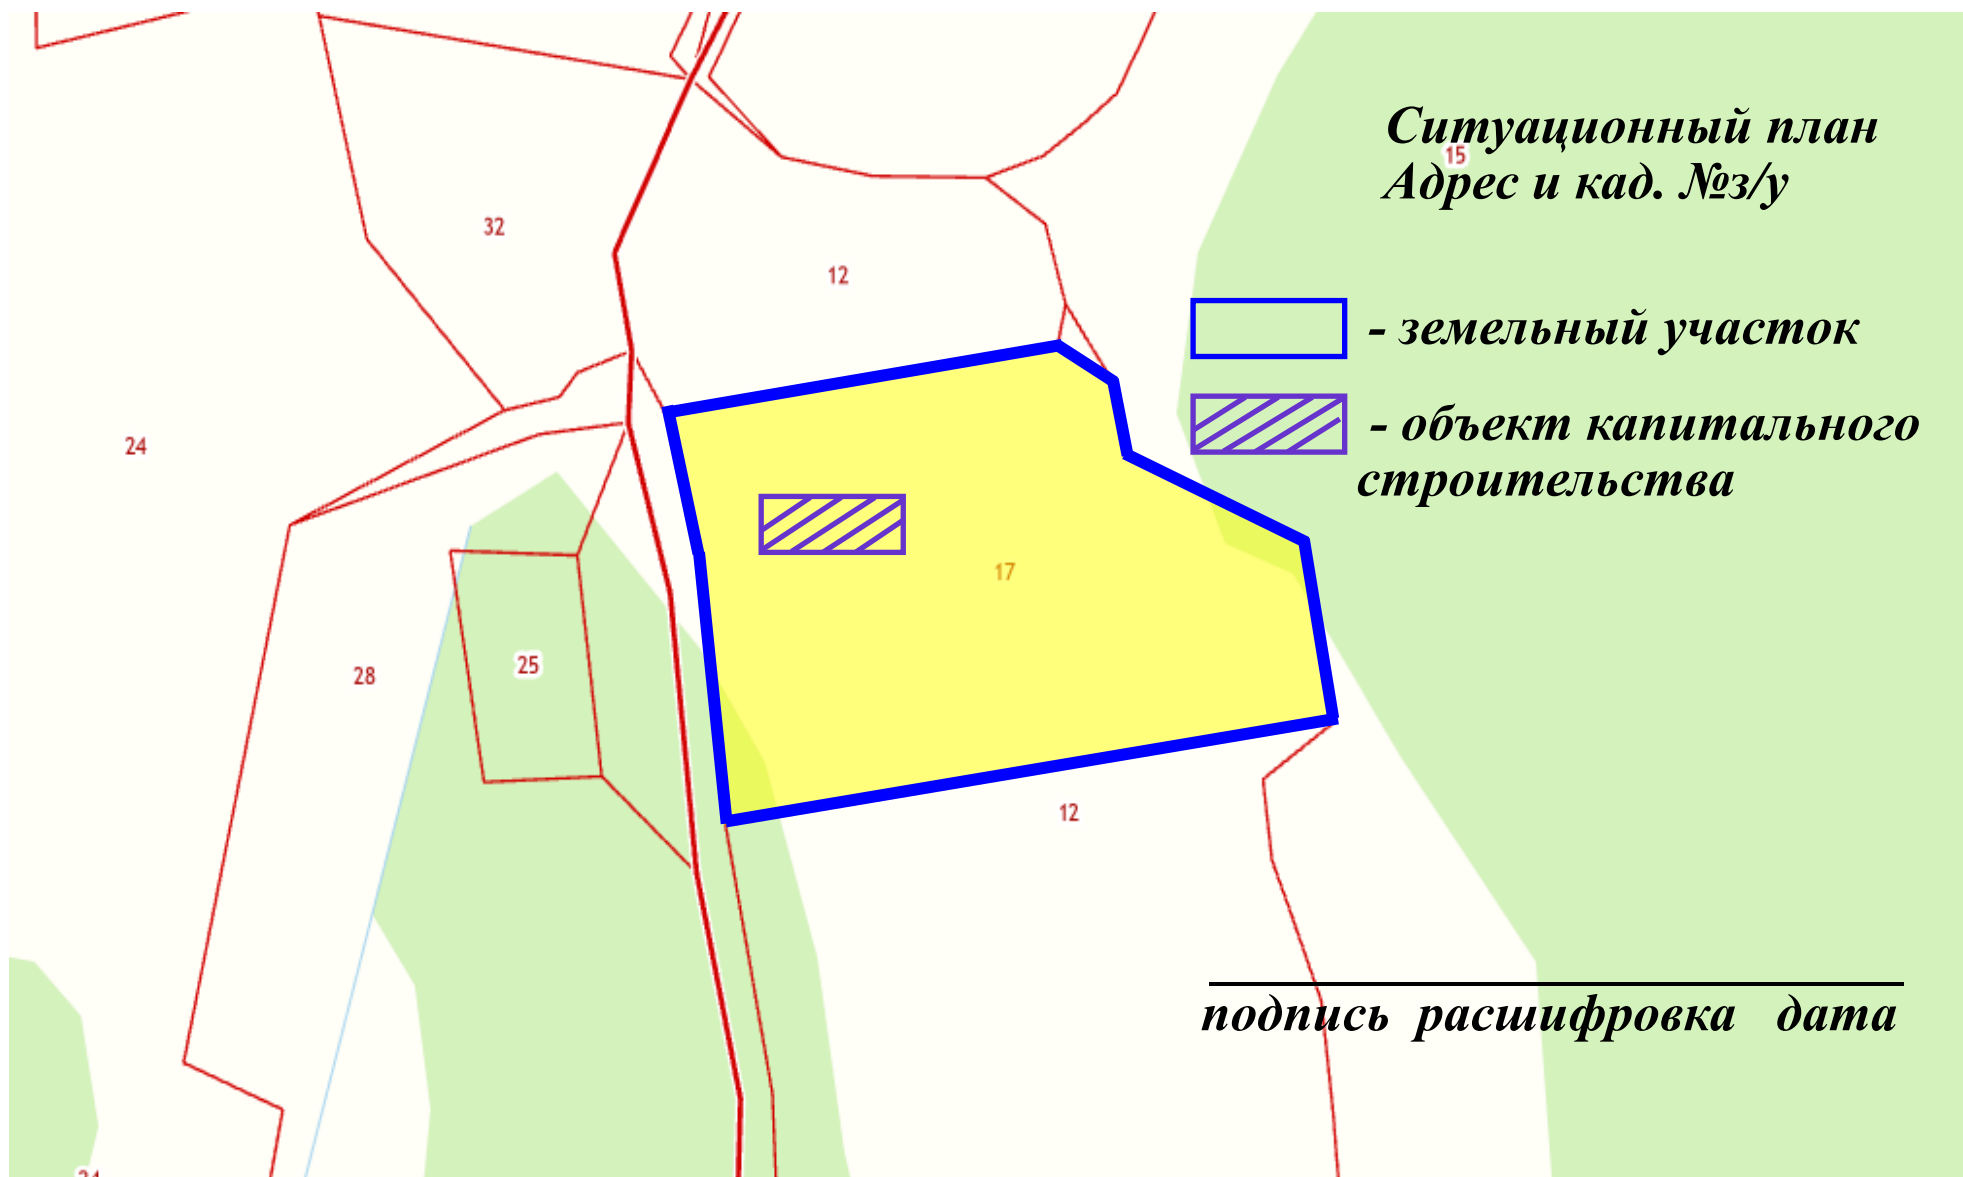 Ситуационный план
15
Адрес и кад. №з/у
32
12
- земельный участок
- объект капитального
строительства
24
17
25
28
12
подпись расшифровка дата